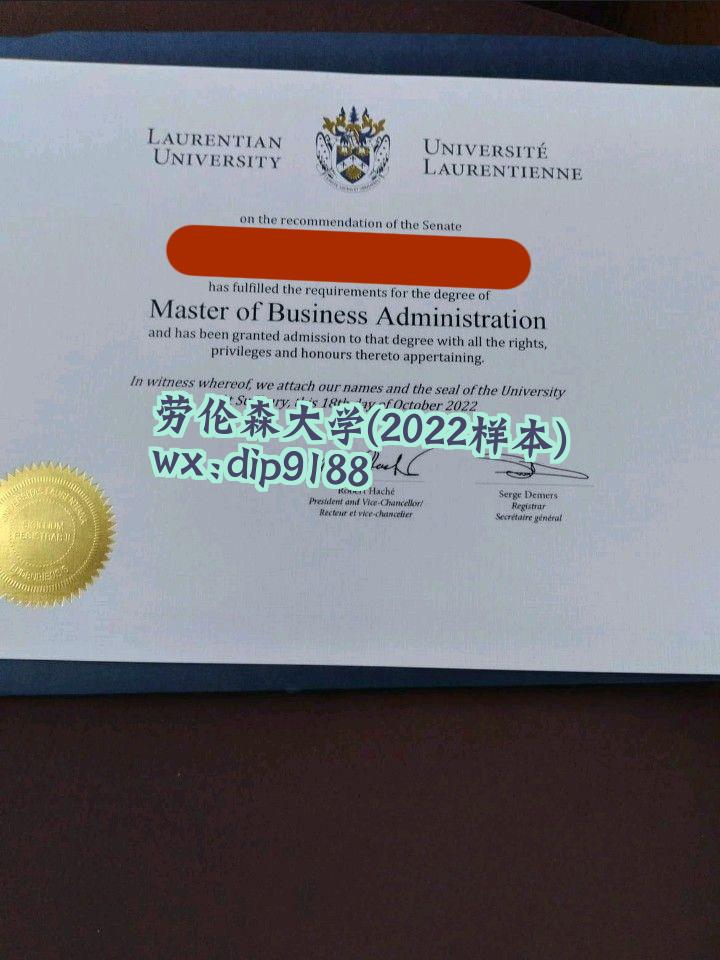 LAURENTIAN
UNIVERSITY
UNIVERSITÉ
LAURENTIENNE
on the recommendation of the Senate
has fulfilled the requirements for the degree of
Master of Business Administration
and has been granted admission to that degree with all the rights,
privileges and honours thereto appertaining.
In witness whereof, we attach our names and the seal of the University
this 18th day of October 2022
劳伦森大学(2022样本)
wx:dip9188
Robert Haché
President and Vice-Chancellor/
Recteur et vice-chancelier
Serge Demers
Registrar
Secrétaire général